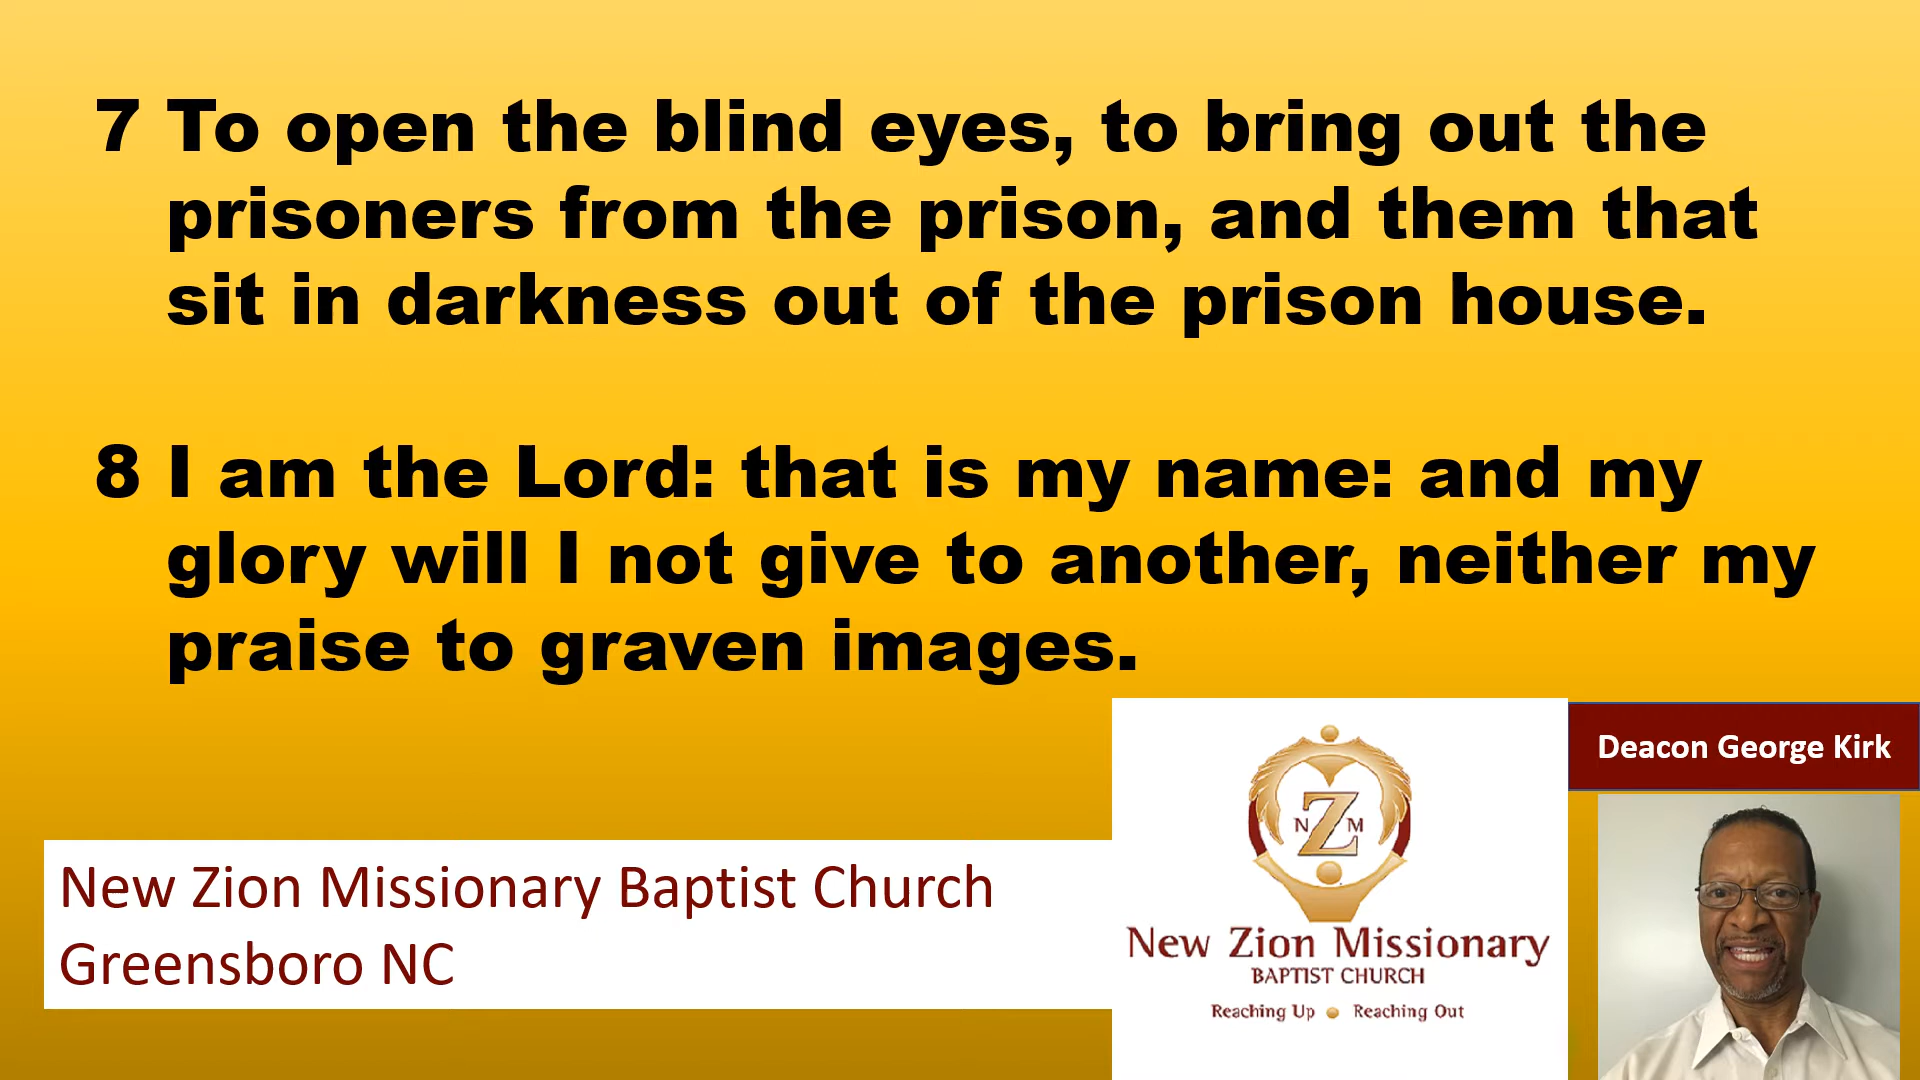 7 To open the blind eyes, to bring out the
prisoners from the prison, and them that
sit in darkness out of the prison house.
8 I am the Lord: that is my name: and my
glory will I not give to another, neither my
praise to graven images.
Deacon George Kirk
New Zion Missionary Baptist Church
Greensboro NC
N Z M
New Zion Missionary
BAPTIST CHURCH
Reaching Up Reaching Out